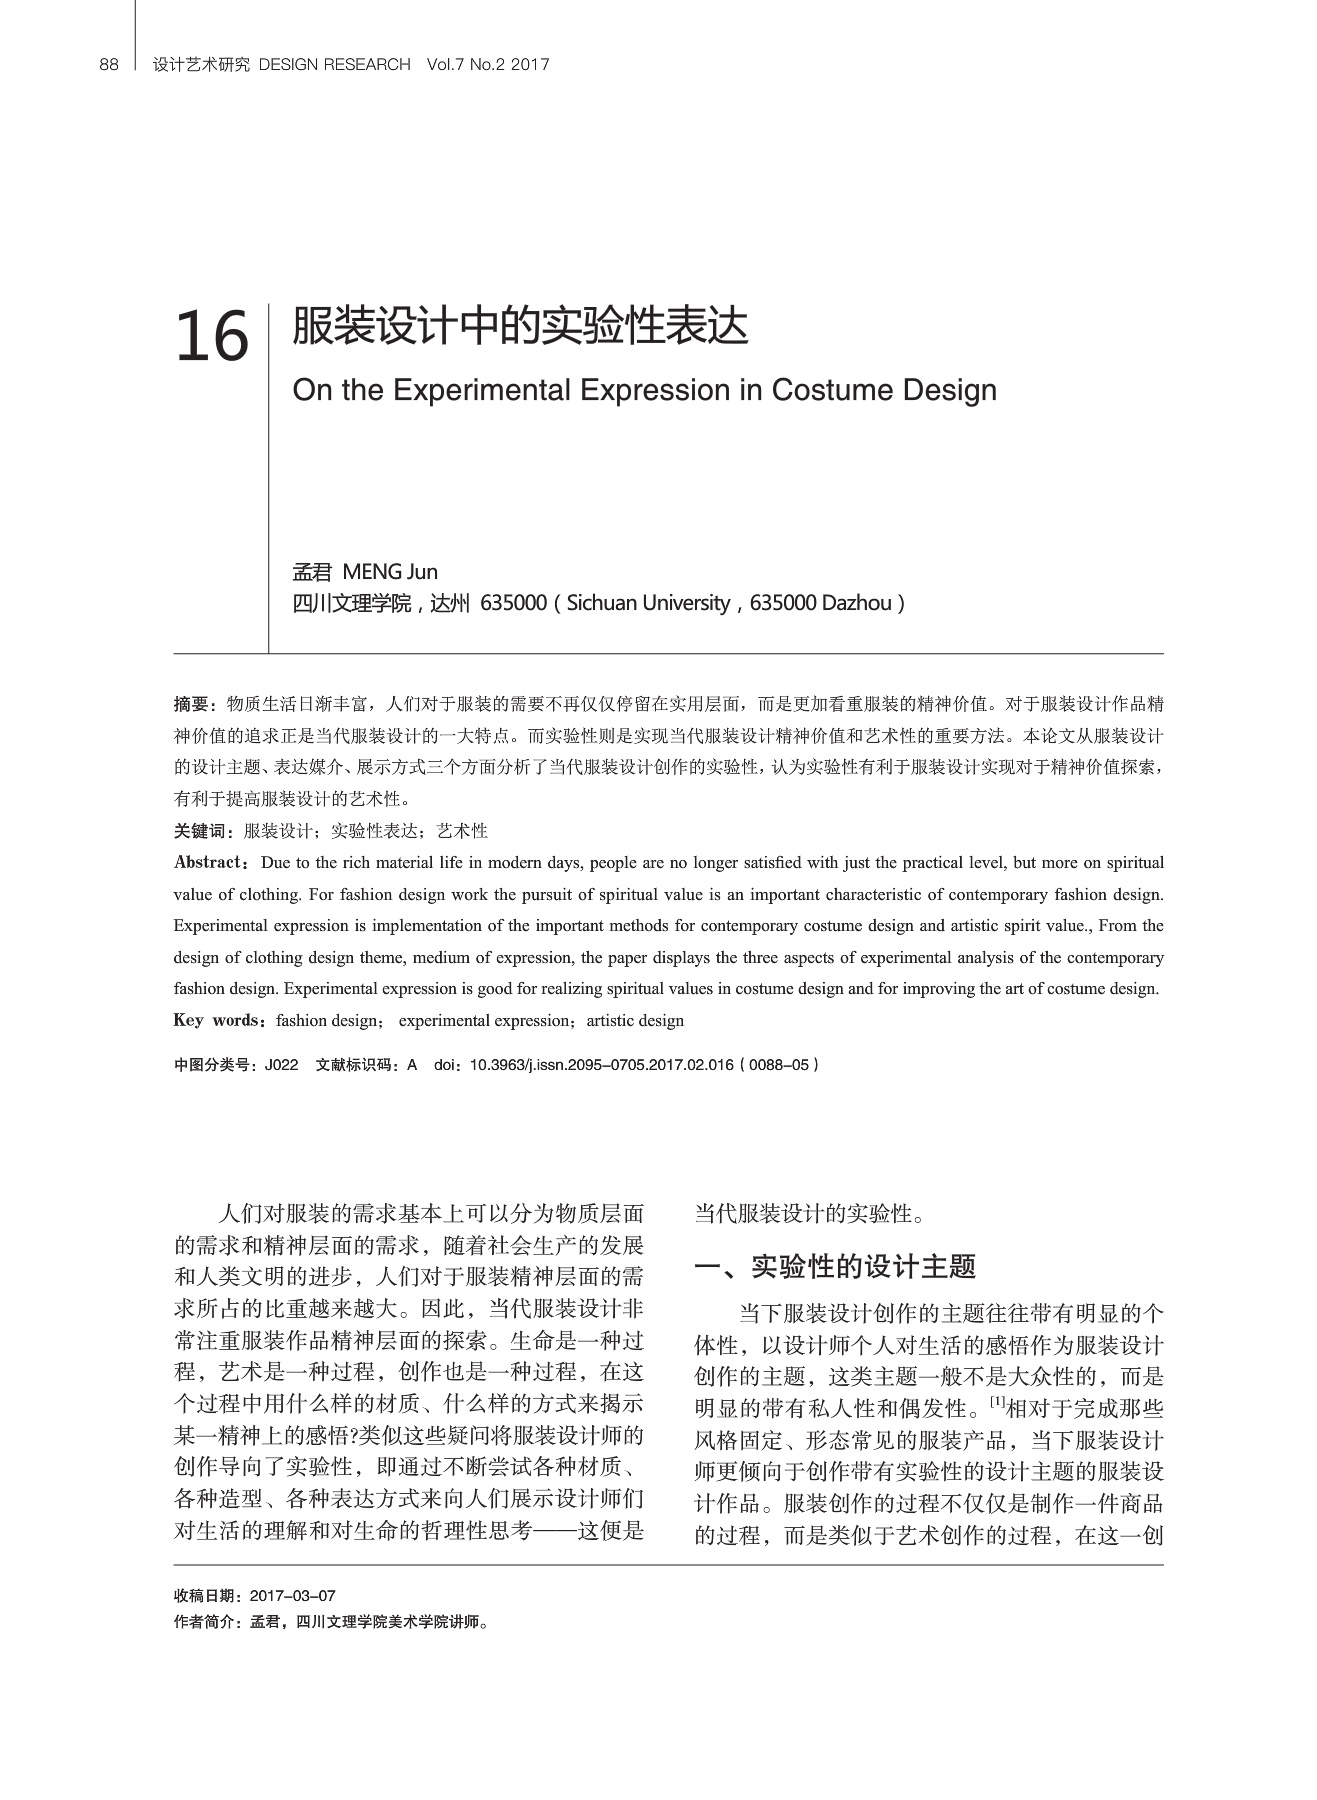 88 设计艺术研究 DESIGN RESEARCH Vol.7 No.2 2017
16
服装设计中的实验性表达
On the Experimental Expression in Costume Design
孟君 MENG Jun
四川文理学院，达州 635000（Sichuan University，635000 Dazhou）
摘要：物质生活日渐丰富，人们对于服装的需要不再仅仅停留在实用层面，而是更加看重服装的精神价值。对于服装设计作品精
神价值的追求正是当代服装设计的一大特点。而实验性则是实现当代服装设计精神价值和艺术性的重要方法。本论文从服装设计
的设计主题、表达媒介、展示方式三个方面分析了当代服装设计创作的实验性，认为实验性有利于服装设计实现对于精神价值探索，
有利于提高服装设计的艺术性。
关键词：服装设计；实验性表达；艺术性
Abstract：Due to the rich material life in modern days, people are no longer satisfied with just the practical level, but more on spiritual
value of clothing. For fashion design work the pursuit of spiritual value is an important characteristic of contemporary fashion design.
Experimental expression is implementation of the important methods for contemporary costume design and artistic spirit value., From the
design of clothing design theme, medium of expression, the paper displays the three aspects of experimental analysis of the contemporary
fashion design. Experimental expression is good for realizing spiritual values in costume design and for improving the art of costume design.
Key words：fashion design； experimental expression；artistic design
中图分类号：J022 文献标识码：A doi：10.3963/j.issn.2095-0705.2017.02.016（0088-05）
人们对服装的需求基本上可以分为物质层面
的需求和精神层面的需求，随着社会生产的发展
和人类文明的进步，人们对于服装精神层面的需
求所占的比重越来越大。因此，当代服装设计非
常注重服装作品精神层面的探索。生命是一种过
程，艺术是一种过程，创作也是一种过程，在这
个过程中用什么样的材质、什么样的方式来揭示
某一精神上的感悟?类似这些疑问将服装设计师的
创作导向了实验性，即通过不断尝试各种材质、
各种造型、各种表达方式来向人们展示设计师们
对生活的理解和对生命的哲理性思考——这便是
当代服装设计的实验性。
一、实验性的设计主题
当下服装设计创作的主题往往带有明显的个
体性，以设计师个人对生活的感悟作为服装设计
创作的主题，这类主题一般不是大众性的，而是
明显的带有私人性和偶发性。[1]相对于完成那些
风格固定、形态常见的服装产品，当下服装设计
师更倾向于创作带有实验性的设计主题的服装设
计作品。服装创作的过程不仅仅是制作一件商品
的过程，而是类似于艺术创作的过程，在这一创
收稿日期：2017-03-07
作者简介：孟君，四川文理学院美术学院讲师。